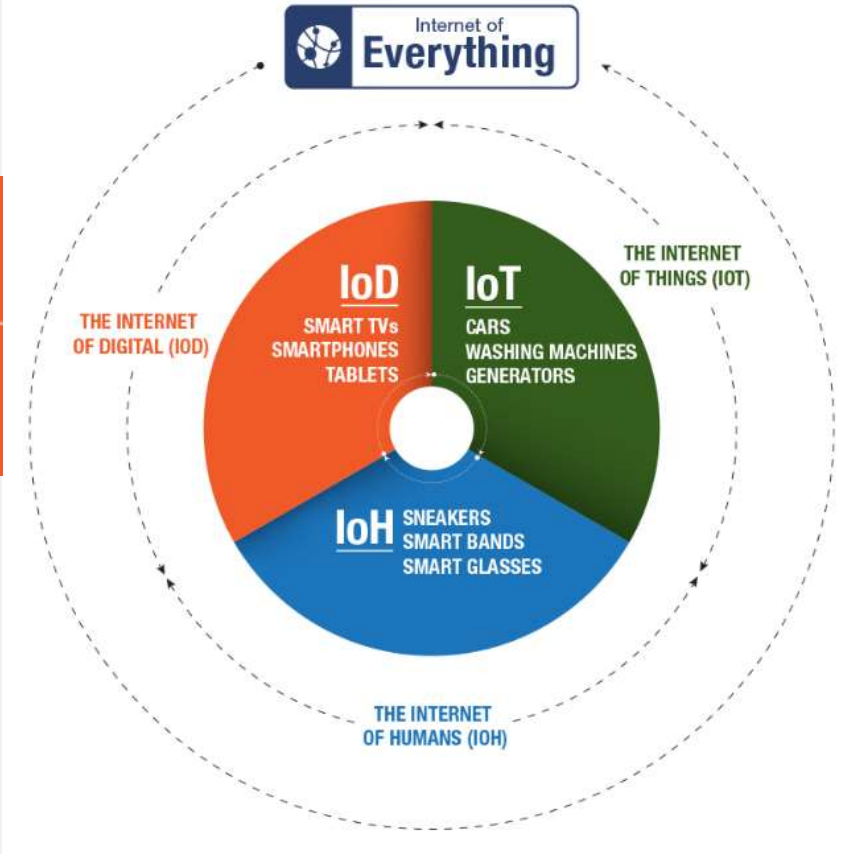 Internet of
Everything
THE INTERNET
OF THINGS (IOT)
THE INTERNET
OF DIGITAL (IOD)
IoD
SMART TVs
SMARTPHONES
TABLETS
IoT
CARS
WASHING MACHINES
GENERATORS
IoH
SNEAKERS
SMART BANDS
SMART GLASSES
THE INTERNET
OF HUMANS (IOH)